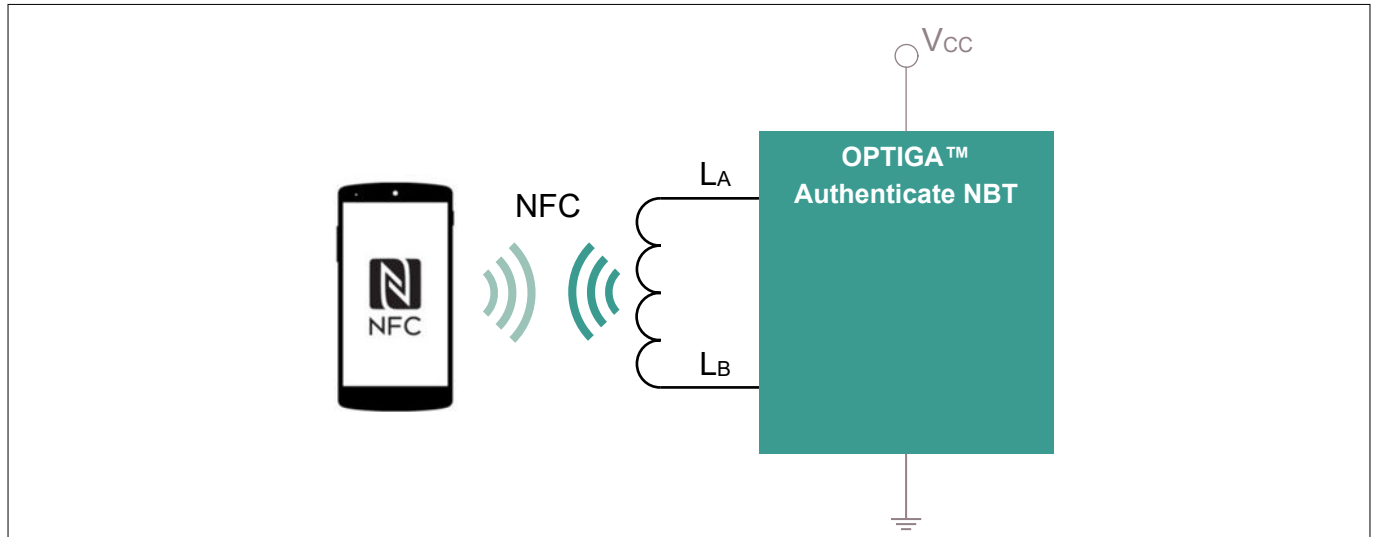 VCC
OPTIGA™
Authenticate NBT
LA
NFC
NFC
LB